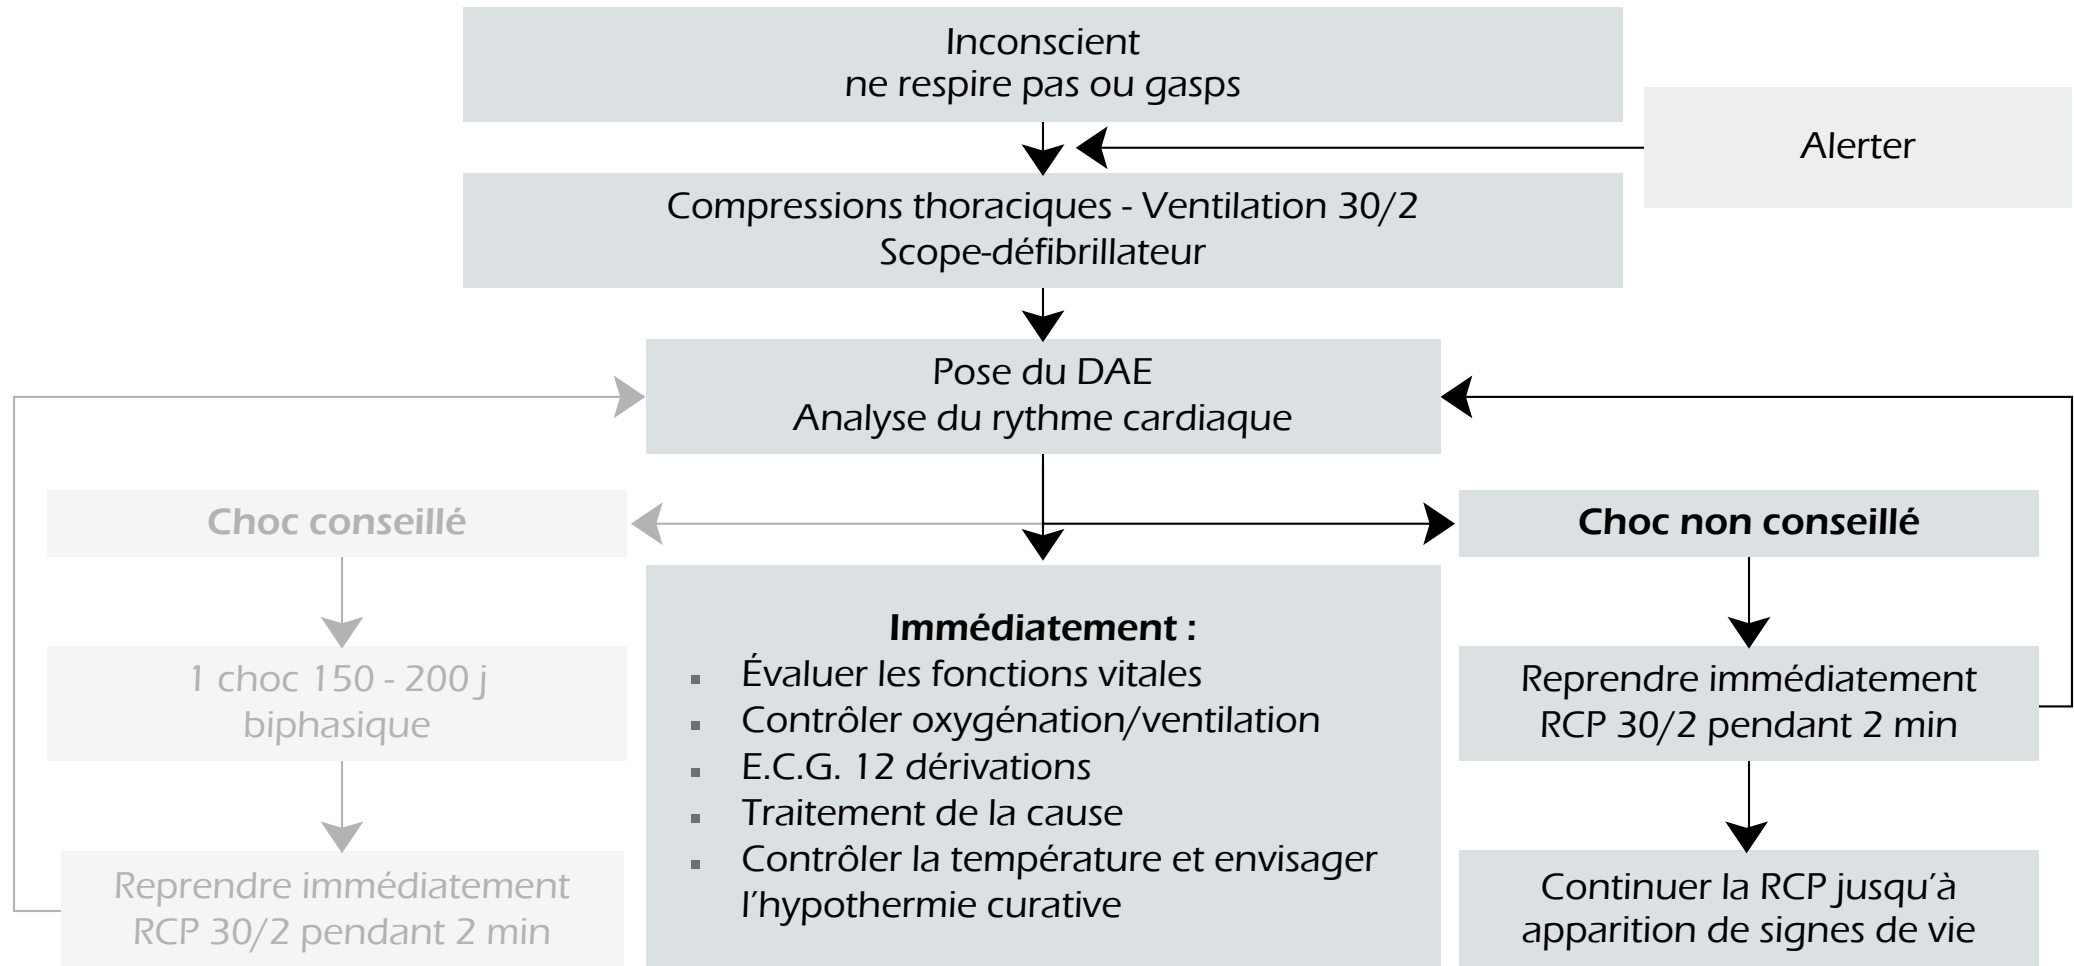 Inconscient
ne respire pas ou gasps
Alerter
Compressions thoraciques - Ventilation 30/2
Scope-défibrillateur
Pose du DAE
Analyse du rythme cardiaque
Choc conseillé
1 choc 150 - 200 j
biphasique
Reprendre immédiatement
RCP 30/2 pendant 2 min
Immédiatement :
▪ Évaluer les fonctions vitales
▪ Contrôler oxygénation/ventilation
▪ E.C.G. 12 dérivations
▪ Traitement de la cause
▪ Contrôler la température et envisager
l’hypothermie curative
Choc non conseillé
Reprendre immédiatement
RCP 30/2 pendant 2 min
Continuer la RCP jusqu’à
apparition de signes de vie